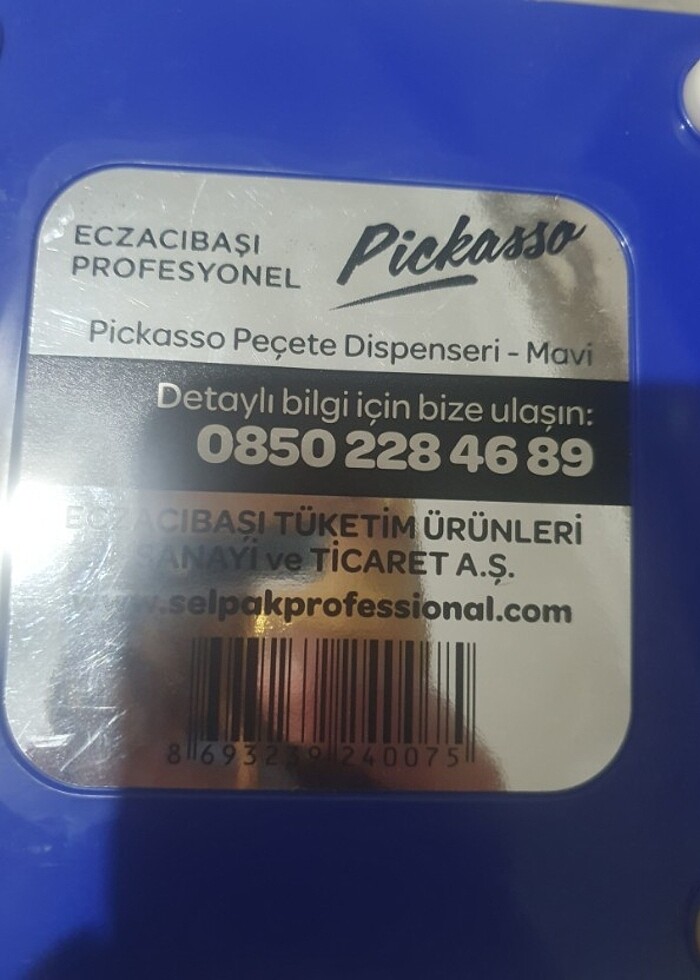 ECZACIBAŞI
PROFESYONEL
Pickasso
Pickasso Peçete Dispenseri - Mavi
Detaylı bilgi için bize ulaşın:
0850 228 46 89
ECZACIBAŞI TÜKETİM ÜRÜNLERİ
SANAYİ ve TİCARET A.Ş.
www.selpakprofessional.com
8 693239 240075